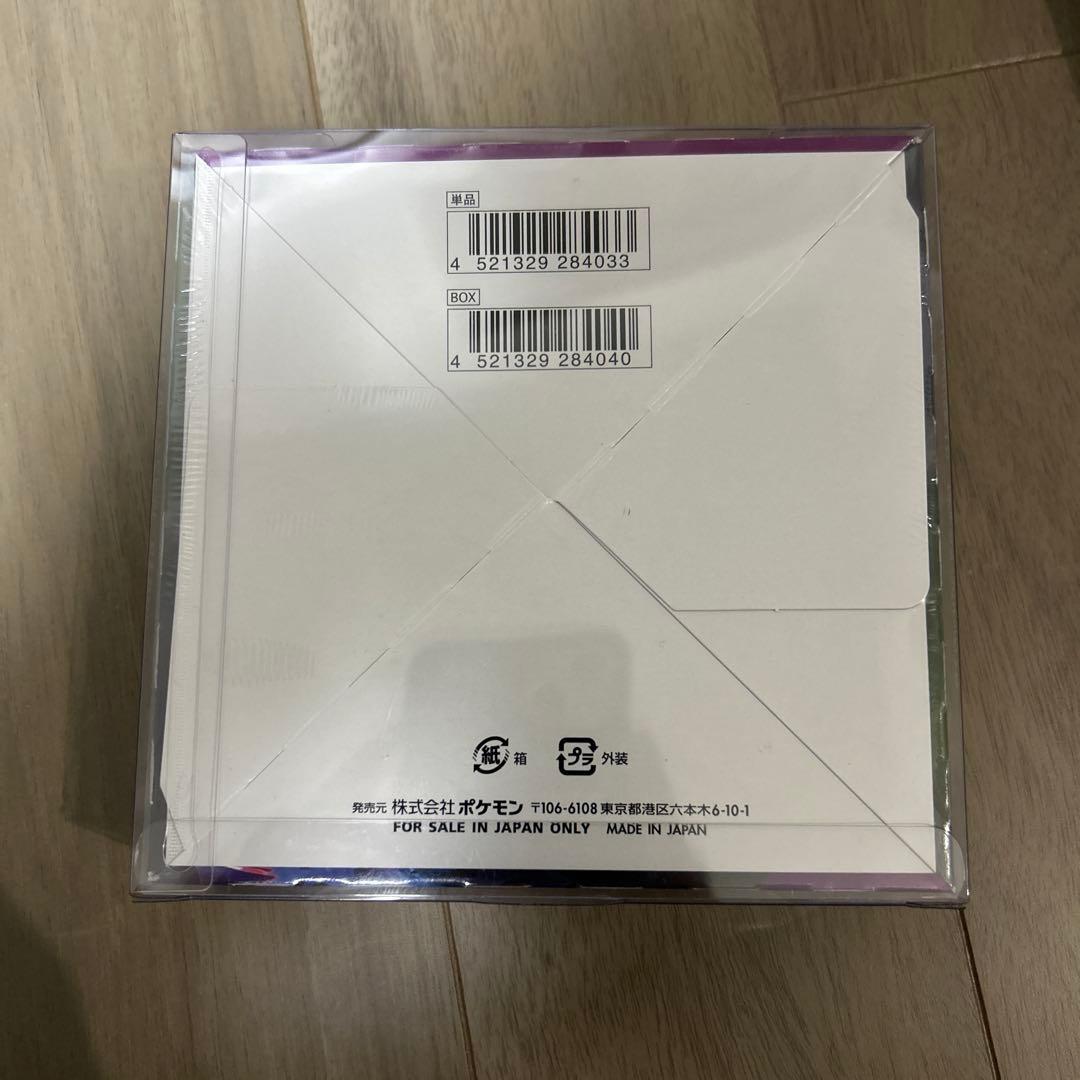 単品
4 521329 284033
BOX
4 521329 284040
紙 箱 プラ 外装
発売元 株式会社 ポケモン 〒106-6108 東京都港区六本木6-10-1
FOR SALE IN JAPAN ONLY MADE IN JAPAN